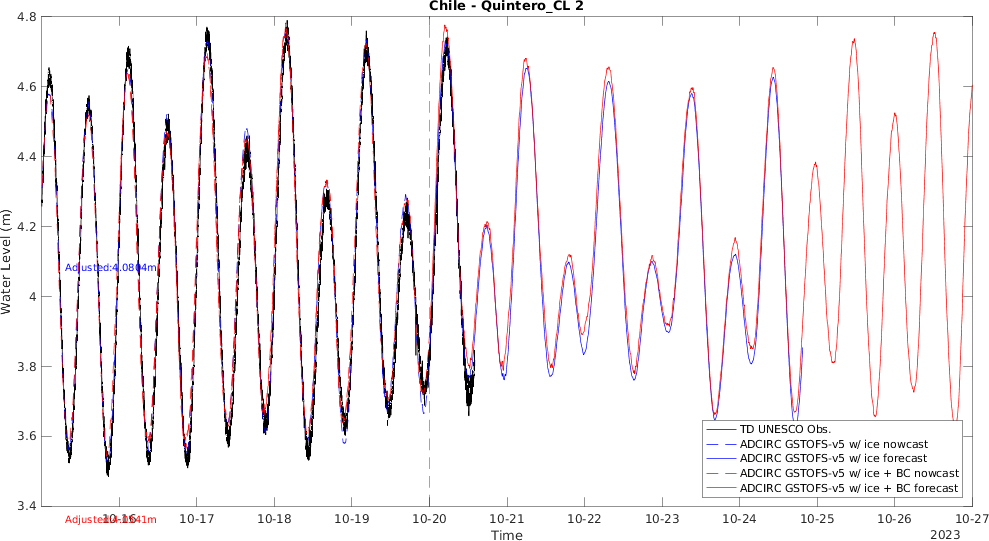 Chile - Quintero_CL 2
4.8
4.6
4.4
4.2
4
3.8
3.6
3.4
Water Level (m)
Adjusted:4.0804m
TD UNESCO Obs.
ADCIRC GSTOFS-v5 w/ ice nowcast
ADCIRC GSTOFS-v5 w/ ice forecast
ADCIRC GSTOFS-v5 w/ ice + BC nowcast
ADCIRC GSTOFS-v5 w/ ice + BC forecast
10-16 10-17 10-18 10-19 10-20 10-21 10-22 10-23 10-24 10-25 10-26 10-27
Time
2023